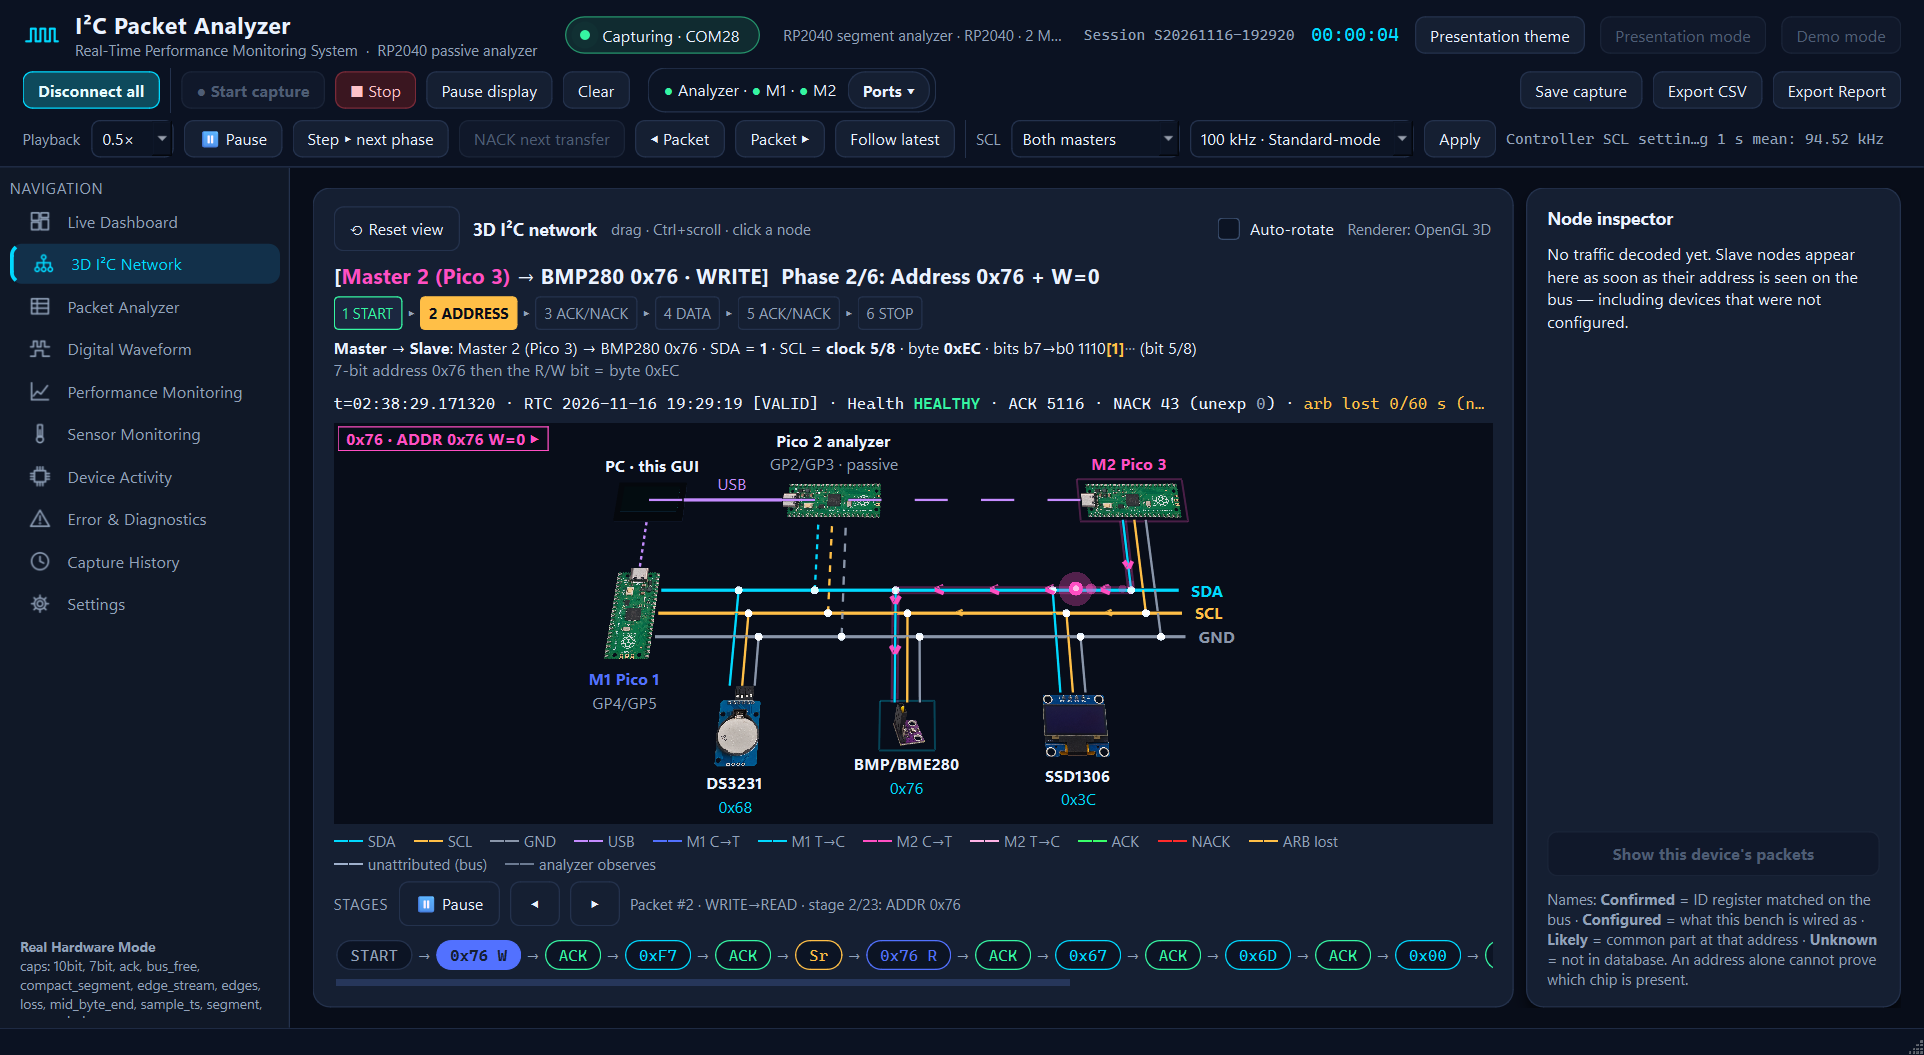 I²C Packet Analyzer
Real-Time Performance Monitoring System · RP2040 passive analyzer
Capturing · COM28
RP2040 segment analyzer · RP2040 · 2 M...
Session S20261116-192920
00:00:04
Presentation theme
Presentation mode
Demo mode
Disconnect all
● Start capture
■ Stop
Pause display
Clear
● Analyzer · ● M1 · ● M2
Ports ▾
Save capture
Export CSV
Export Report
Playback
0.5×
Pause
Step ▸ next phase
NACK next transfer
◂ Packet
Packet ▸
Follow latest
SCL
Both masters
100 kHz · Standard-mode
Apply
Controller SCL settin…g 1 s mean: 94.52 kHz
NAVIGATION
Live Dashboard
3D I²C Network
Packet Analyzer
Digital Waveform
Performance Monitoring
Sensor Monitoring
Device Activity
Error & Diagnostics
Capture History
Settings
Real Hardware Mode
caps: 10bit, 7bit, ack, bus_free,
compact_segment, edge_stream, edges,
loss, mid_byte_end, sample_ts, segment,
⟲ Reset view
3D I²C network
drag · Ctrl+scroll · click a node
Auto-rotate
Renderer: OpenGL 3D
[Master 2 (Pico 3) → BMP280 0x76 · WRITE] Phase 2/6: Address 0x76 + W=0
1 START ▸ 2 ADDRESS ▸ 3 ACK/NACK ▸ 4 DATA ▸ 5 ACK/NACK ▸ 6 STOP
Master → Slave: Master 2 (Pico 3) → BMP280 0x76 · SDA = 1 · SCL = clock 5/8 · byte 0xEC · bits b7→b0 1110[1]··· (bit 5/8)
7-bit address 0x76 then the R/W bit = byte 0xEC
t=02:38:29.171320 · RTC 2026-11-16 19:29:19 [VALID] · Health HEALTHY · ACK 5116 · NACK 43 (unexp 0) · arb lost 0/60 s (n…
0x76 · ADDR 0x76 W=0 ▸
Pico 2 analyzer
GP2/GP3 · passive
PC · this GUI
USB
M2 Pico 3
SDA
SCL
GND
M1 Pico 1
GP4/GP5
DS3231
0x68
BMP/BME280
0x76
SSD1306
0x3C
SDA
SCL
GND
USB
M1 C→T
M1 T→C
M2 C→T
M2 T→C
ACK
NACK
ARB lost
unattributed (bus)
analyzer observes
STAGES
Pause
◂
▸
Packet #2 · WRITE→READ · stage 2/23: ADDR 0x76
START → 0x76 W → ACK → 0xF7 → ACK → Sr → 0x76 R → ACK → 0x67 → ACK → 0x6D → ACK → 0x00 →
Node inspector
No traffic decoded yet. Slave nodes appear
here as soon as their address is seen on the
bus — including devices that were not
configured.
Show this device's packets
Names: Confirmed = ID register matched on the
bus · Configured = what this bench is wired as ·
Likely = common part at that address · Unknown
= not in database. An address alone cannot prove
which chip is present.